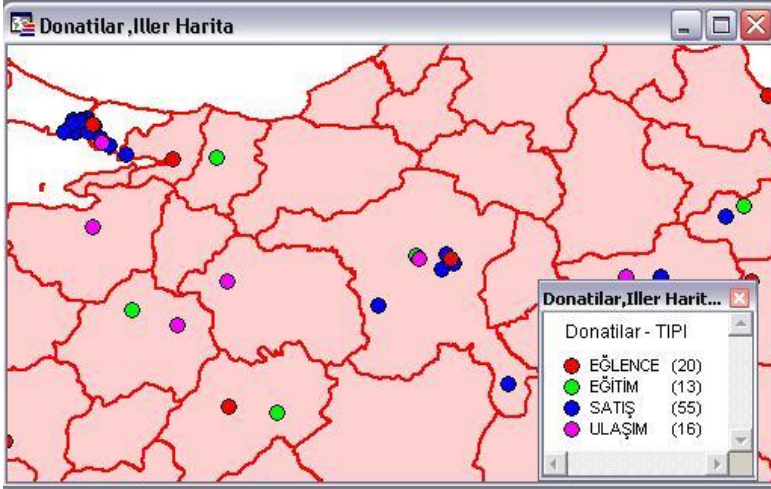 Donatilar ,Iller Harita
Donatilar,Iller Harit...
Donatilar - TIPI
EĞLENCE (20)
EĞİTİM (13)
SATIŞ (55)
ULAŞIM (16)